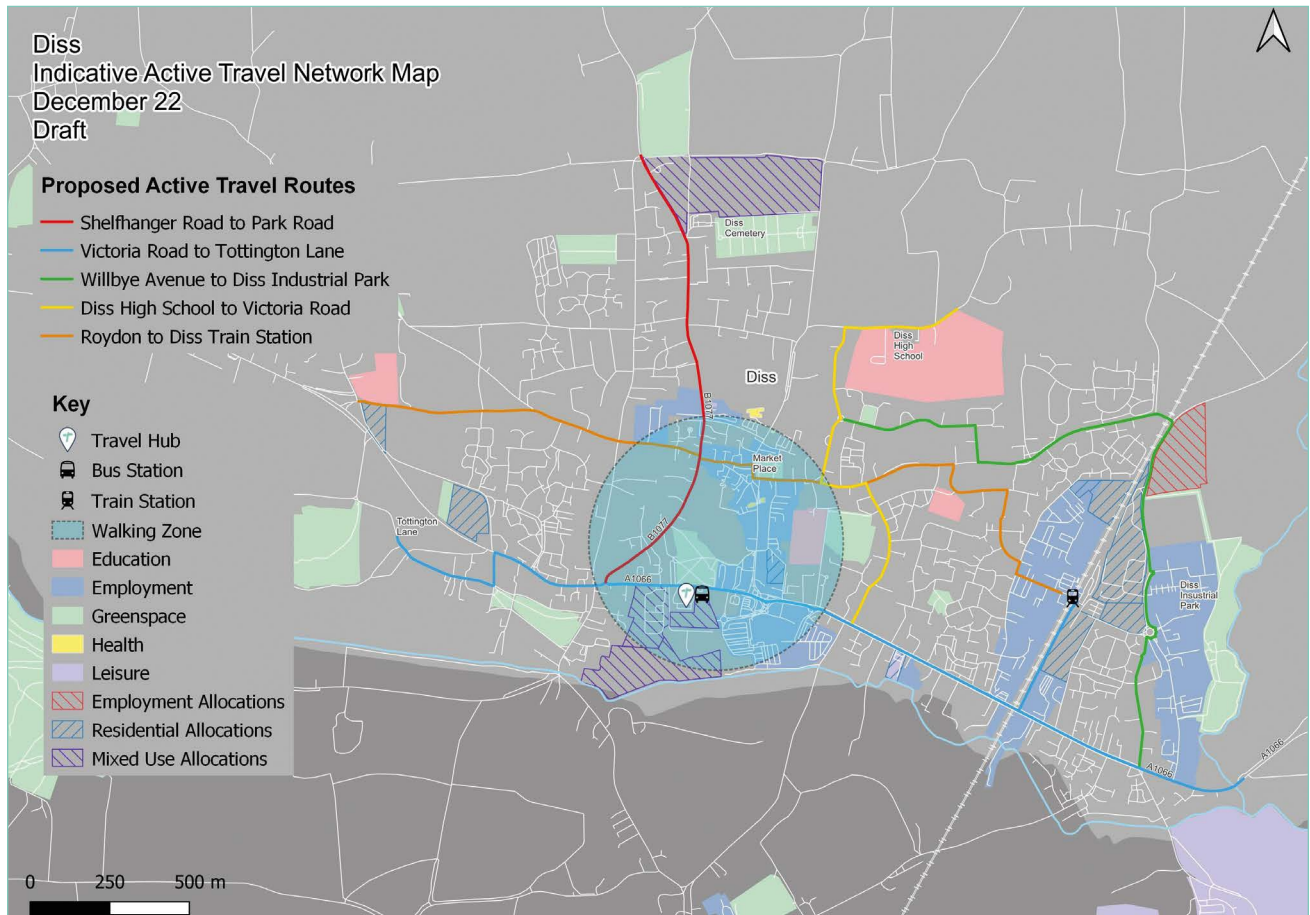 Diss
Indicative Active Travel Network Map
December 22
Draft
Proposed Active Travel Routes
Shelfhanger Road to Park Road
Victoria Road to Tottington Lane
Willbye Avenue to Diss Industrial Park
Diss High School to Victoria Road
Roydon to Diss Train Station
Key
Travel Hub
Bus Station
Train Station
Walking Zone
Education
Employment
Greenspace
Health
Leisure
Employment Allocations
Residential Allocations
Mixed Use Allocations
0 250 500 m
Diss
Cemetery
Diss
High
School
Diss
B1077
Market
Place
Tottington
Lane
B1077
A1066
Diss
Insustrial
Park
A1066
A1066